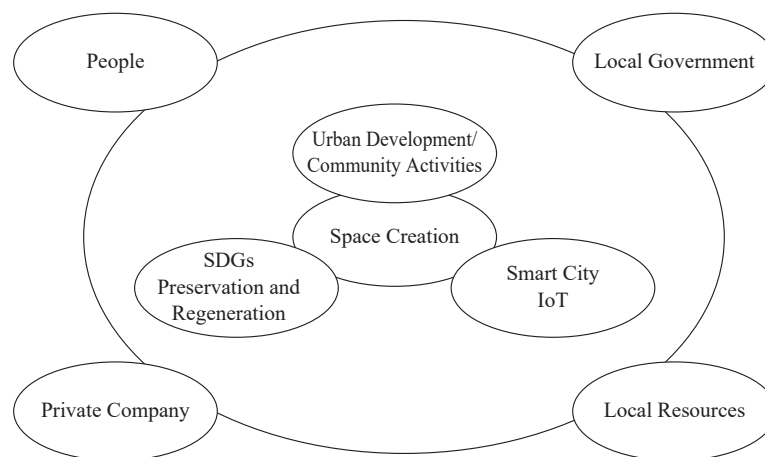 People
Local Government
Urban Development/
Community Activities
Space Creation
SDGs
Preservation and
Regeneration
Smart City
IoT
Private Company
Local Resources